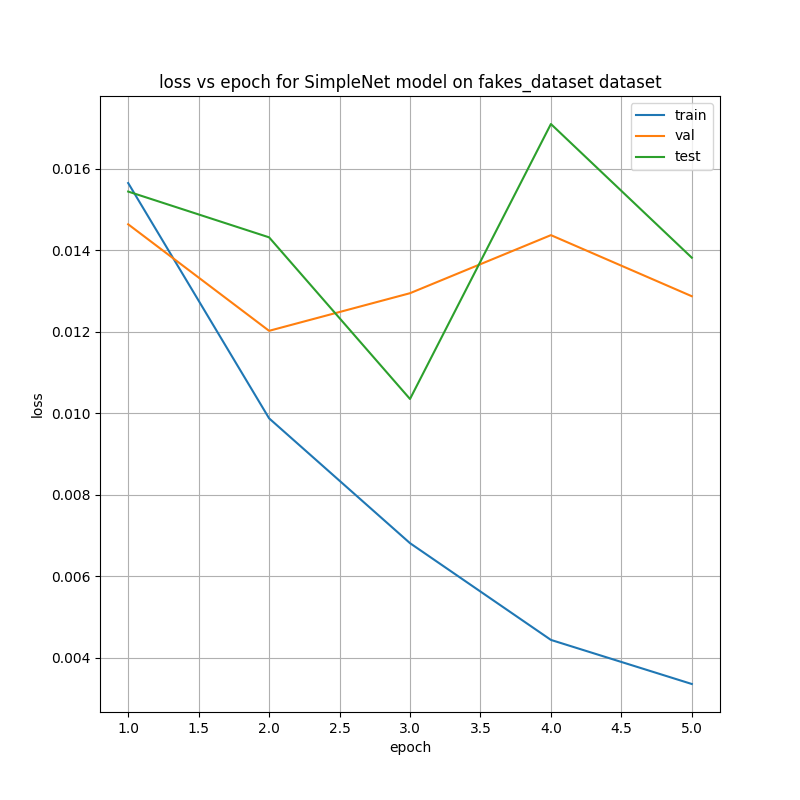 loss vs epoch for SimpleNet model on fakes_dataset dataset
train
val
test
0.016
0.014
0.012
0.010
0.008
0.006
0.004
loss
1.0 1.5 2.0 2.5 3.0 3.5 4.0 4.5 5.0
epoch